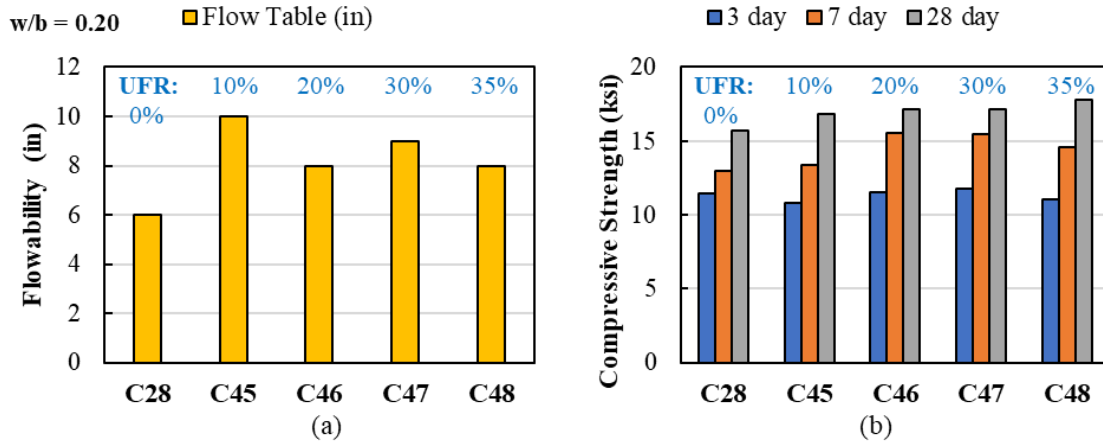 w/b = 0.20
Flow Table (in)
12
10
8
6
4
2
0
Flowability (in)
UFR: 10% 20% 30% 35%
0%
C28 C45 C46 C47 C48
(a)
3 day 7 day 28 day
20
15
10
5
0
Compressive Strength (ksi)
UFR: 10% 20% 30% 35%
0%
C28 C45 C46 C47 C48
(b)